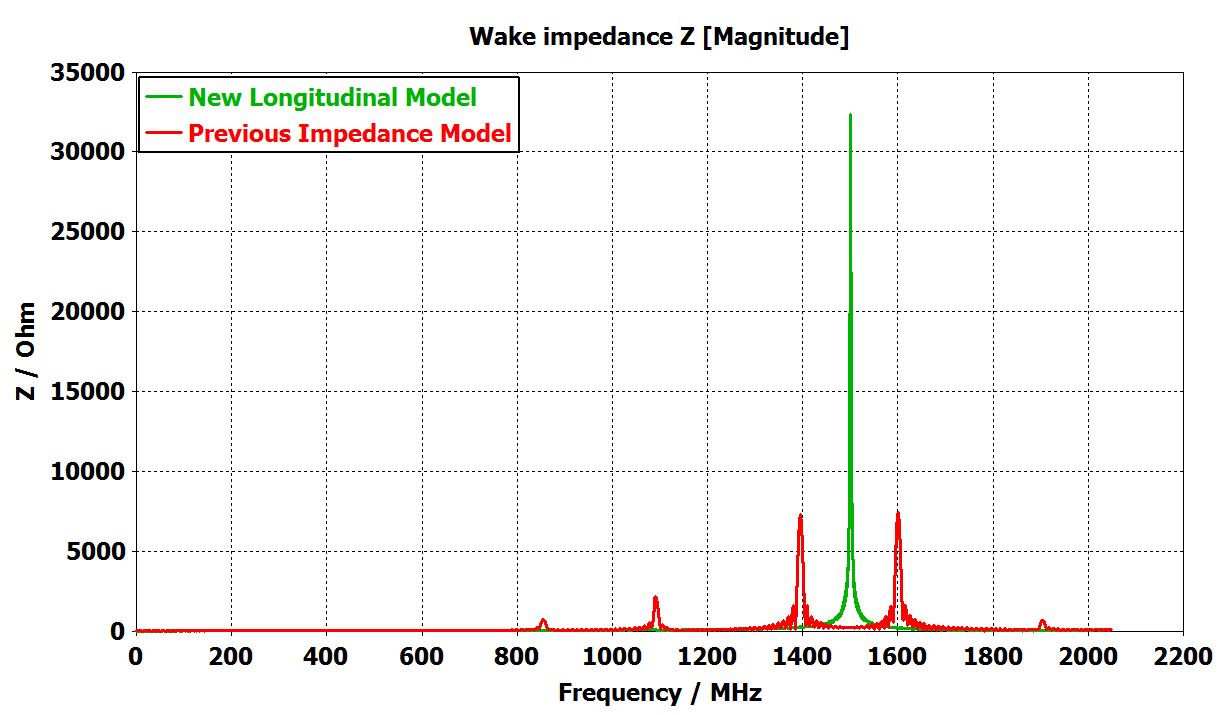 Wake impedance Z [Magnitude]
New Longitudinal Model
Previous Impedance Model
35000
30000
25000
20000
15000
10000
5000
0
Z / Ohm
0 200 400 600 800 1000 1200 1400 1600 1800 2000 2200
Frequency / MHz